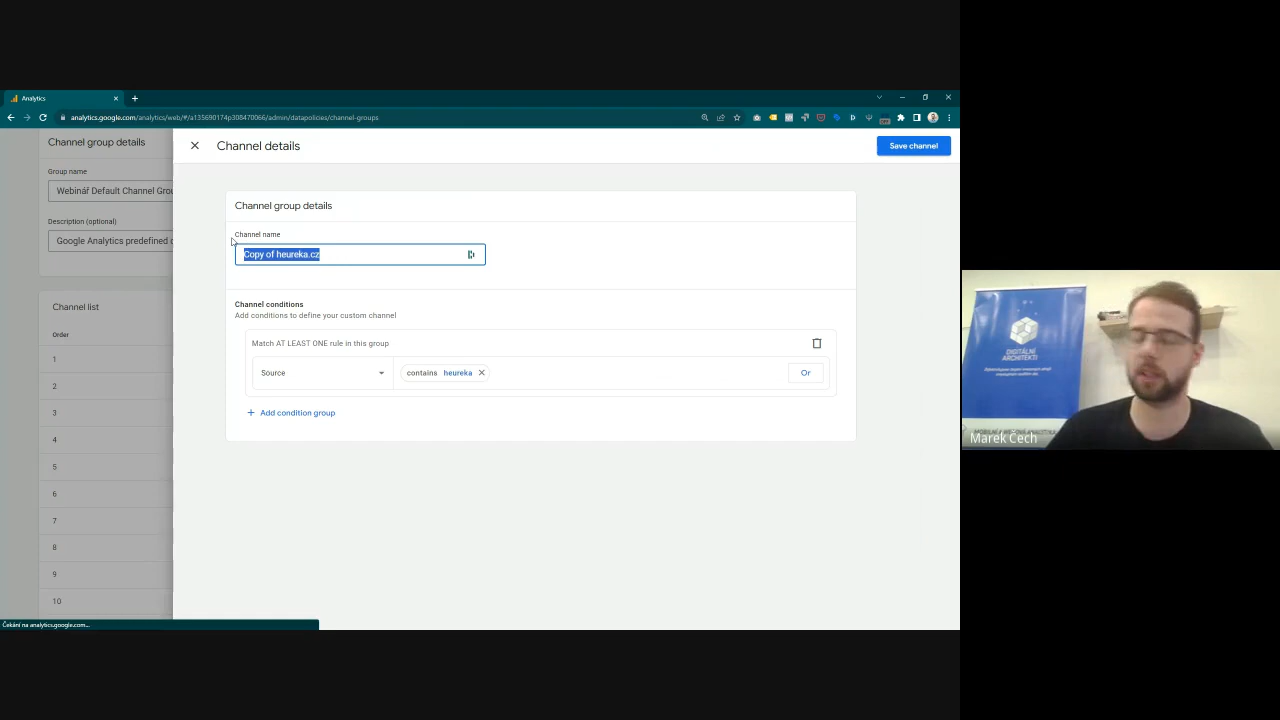 Analytics
analytics.google.com/analytics/web/#/a135690174p308470066/admin/datapolicies/channel-groups
Channel group details
Group name
Webinář Default Channel Grou
Description (optional)
Google Analytics predefined c
Channel list
Order
1
2
3
4
5
6
7
8
9
10
Channel details
Save channel
Channel group details
Channel name
Copy of heureka.cz
Channel conditions
Add conditions to define your custom channel
Match AT LEAST ONE rule in this group
Source
contains heureka
Or
Add condition group
Čekání na analytics.google.com...
DIGITÁLNÍ
ARCHITEKTI
Marek Čech